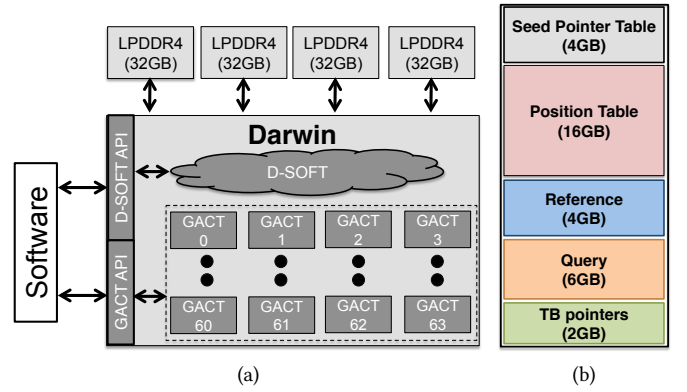 LPDDR4
(32GB)
LPDDR4
(32GB)
LPDDR4
(32GB)
LPDDR4
(32GB)
Darwin
D-SOFT
D-SOFT API
GACT API
Software
GACT
0
GACT
1
GACT
2
GACT
3
GACT
60
GACT
61
GACT
62
GACT
63
(a)
Seed Pointer Table
(4GB)
Position Table
(16GB)
Reference
(4GB)
Query
(6GB)
TB pointers
(2GB)
(b)